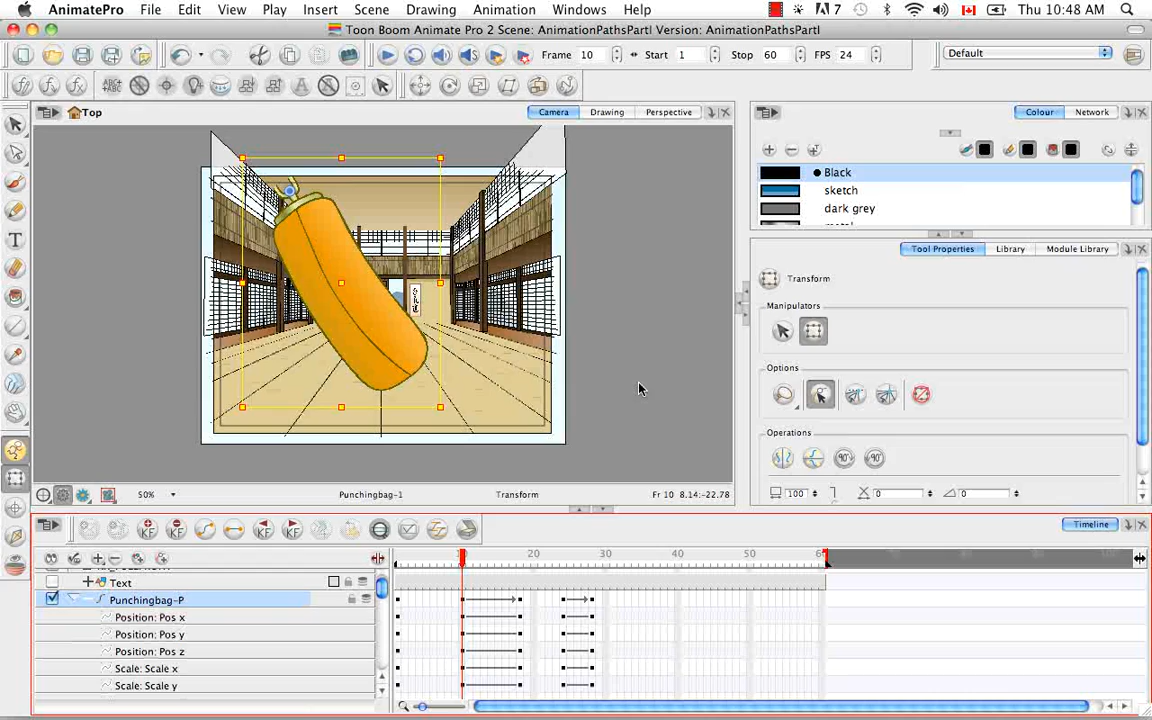 AnimatePro File Edit View Play Insert Scene Drawing Animation Windows Help 7 Thu 10:48 AM
Toon Boom Animate Pro 2 Scene: AnimationPathsPartI Version: AnimationPathsPartI
Frame 10 Start 1 Stop 60 FPS 24 Default
Top Camera Drawing Perspective Colour Network
Black
sketch
dark grey
Tool Properties Library Module Library
Transform
Manipulators
Options
Operations
50% Punchingbag-1 Transform Fr 10 8.14:-22.78
100 X 0 0
Timeline
20 30 40 50
Text
Punchingbag-P
Position: Pos x
Position: Pos y
Position: Pos z
Scale: Scale x
Scale: Scale y